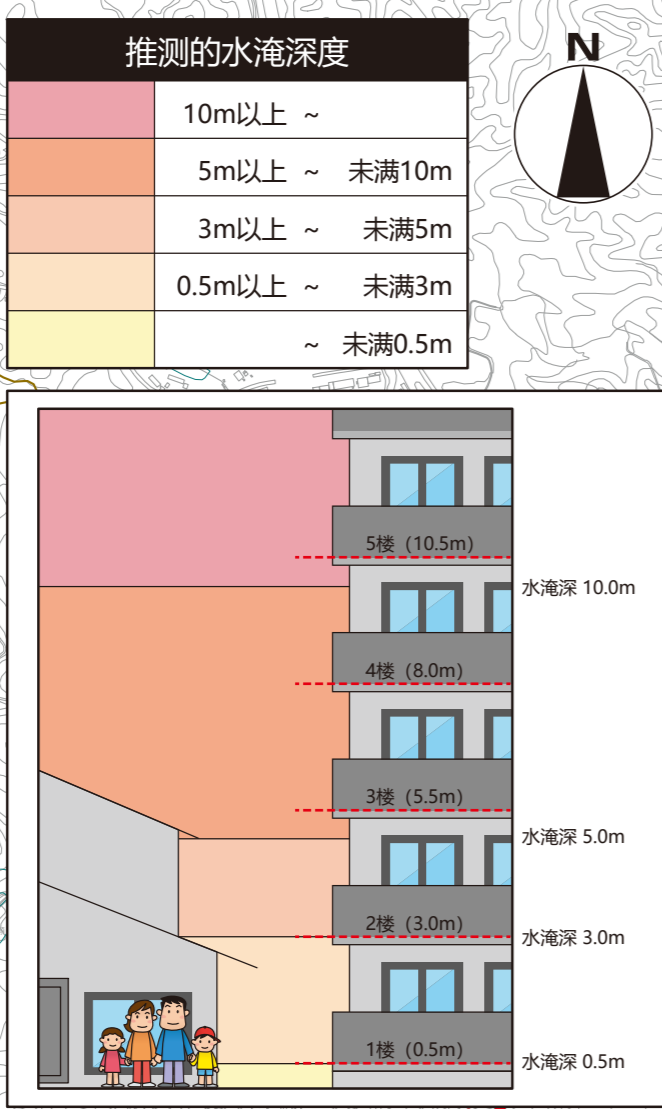 推测的水淹深度
N
10m以上 ~
5m以上 ~ 未满10m
3m以上 ~ 未满5m
0.5m以上 ~ 未满3m
~ 未满0.5m
5楼（10.5m）
水淹深 10.0m
4楼（8.0m）
3楼（5.5m）
水淹深 5.0m
2楼（3.0m）
水淹深 3.0m
1楼（0.5m）
水淹深 0.5m